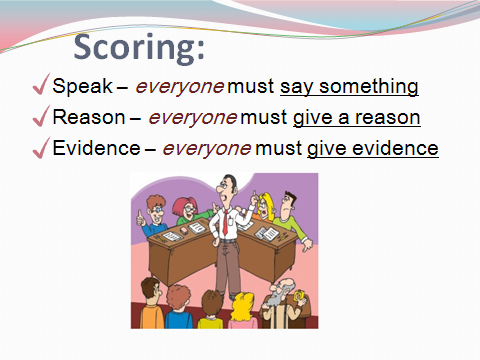 Scoring:
Speak – everyone must say something
Reason – everyone must give a reason
Evidence – everyone must give evidence